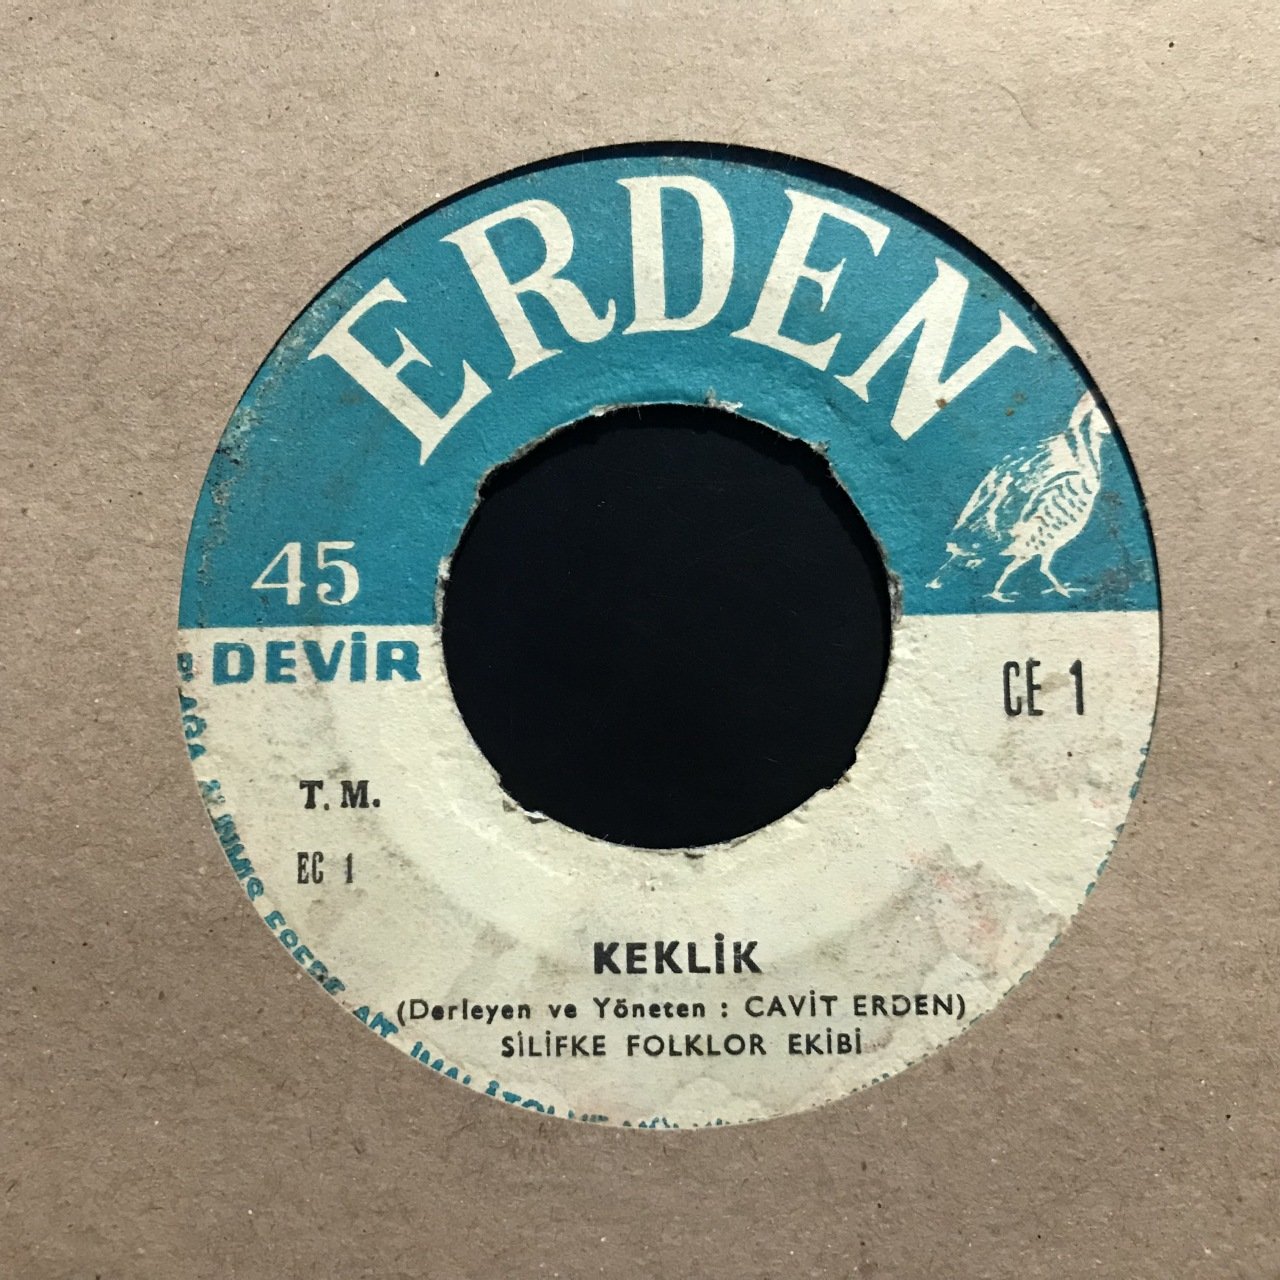 ERDEN
45
DEVİR
CE 1
T. M.
EC 1
KEKLİK
(Derleyen ve Yöneten : CAVİT ERDEN)
SİLİFKE FOLKLOR EKİBİ